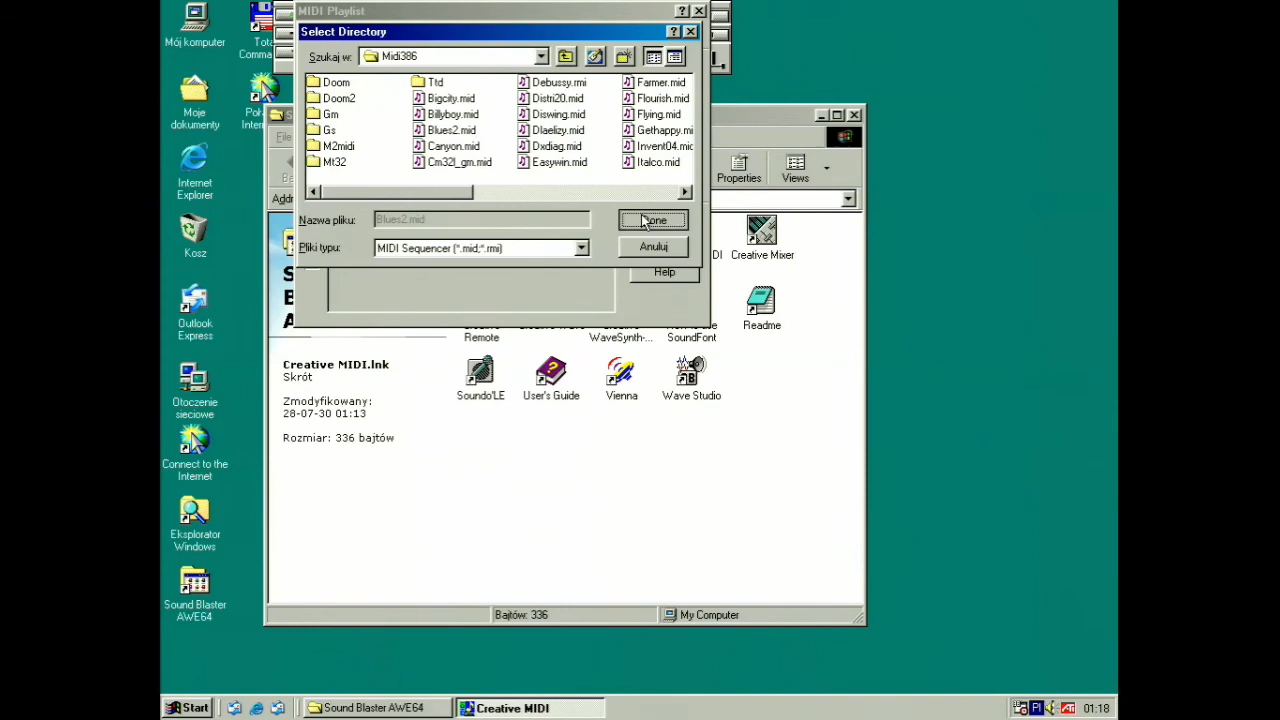 Mój komputer
Moje
dokumenty
Internet
Explorer
Kosz
Outlook
Express
Otoczenie
sieciowe
Connect to the
Internet
Eksplorator
Windows
Sound Blaster
AWE64
MIDI Playlist
Select Directory
Szukaj w:
Midi386
Doom
Doom2
Gm
Gs
M2midi
Mt32
Ttd
Bigcity.mid
Billyboy.mid
Blues2.mid
Canyon.mid
Cm32l_gm.mid
Debussy.rmi
Distri20.mid
Diswing.mid
Dlaelizy.mid
Dxdiag.mid
Easywin.mid
Farmer.mid
Flourish.mid
Flying.mid
Gethappy.mi
Invent04.mid
Italco.mid
Nazwa pliku:
Blues2.mid
Pliki typu:
MIDI Sequencer (*.mid;*.rmi)
Anuluj
Help
Properties
Views
Creative Mixer
Readme
Remote
WaveSynth-...
SoundFont
Soundo'LE
User's Guide
Vienna
Wave Studio
Creative MIDI.lnk
Skrót
Zmodyfikowany:
28-07-30 01:13
Rozmiar: 336 bajtów
Bajtów: 336
My Computer
Start
Sound Blaster AWE64
Creative MIDI
Pl
01:18